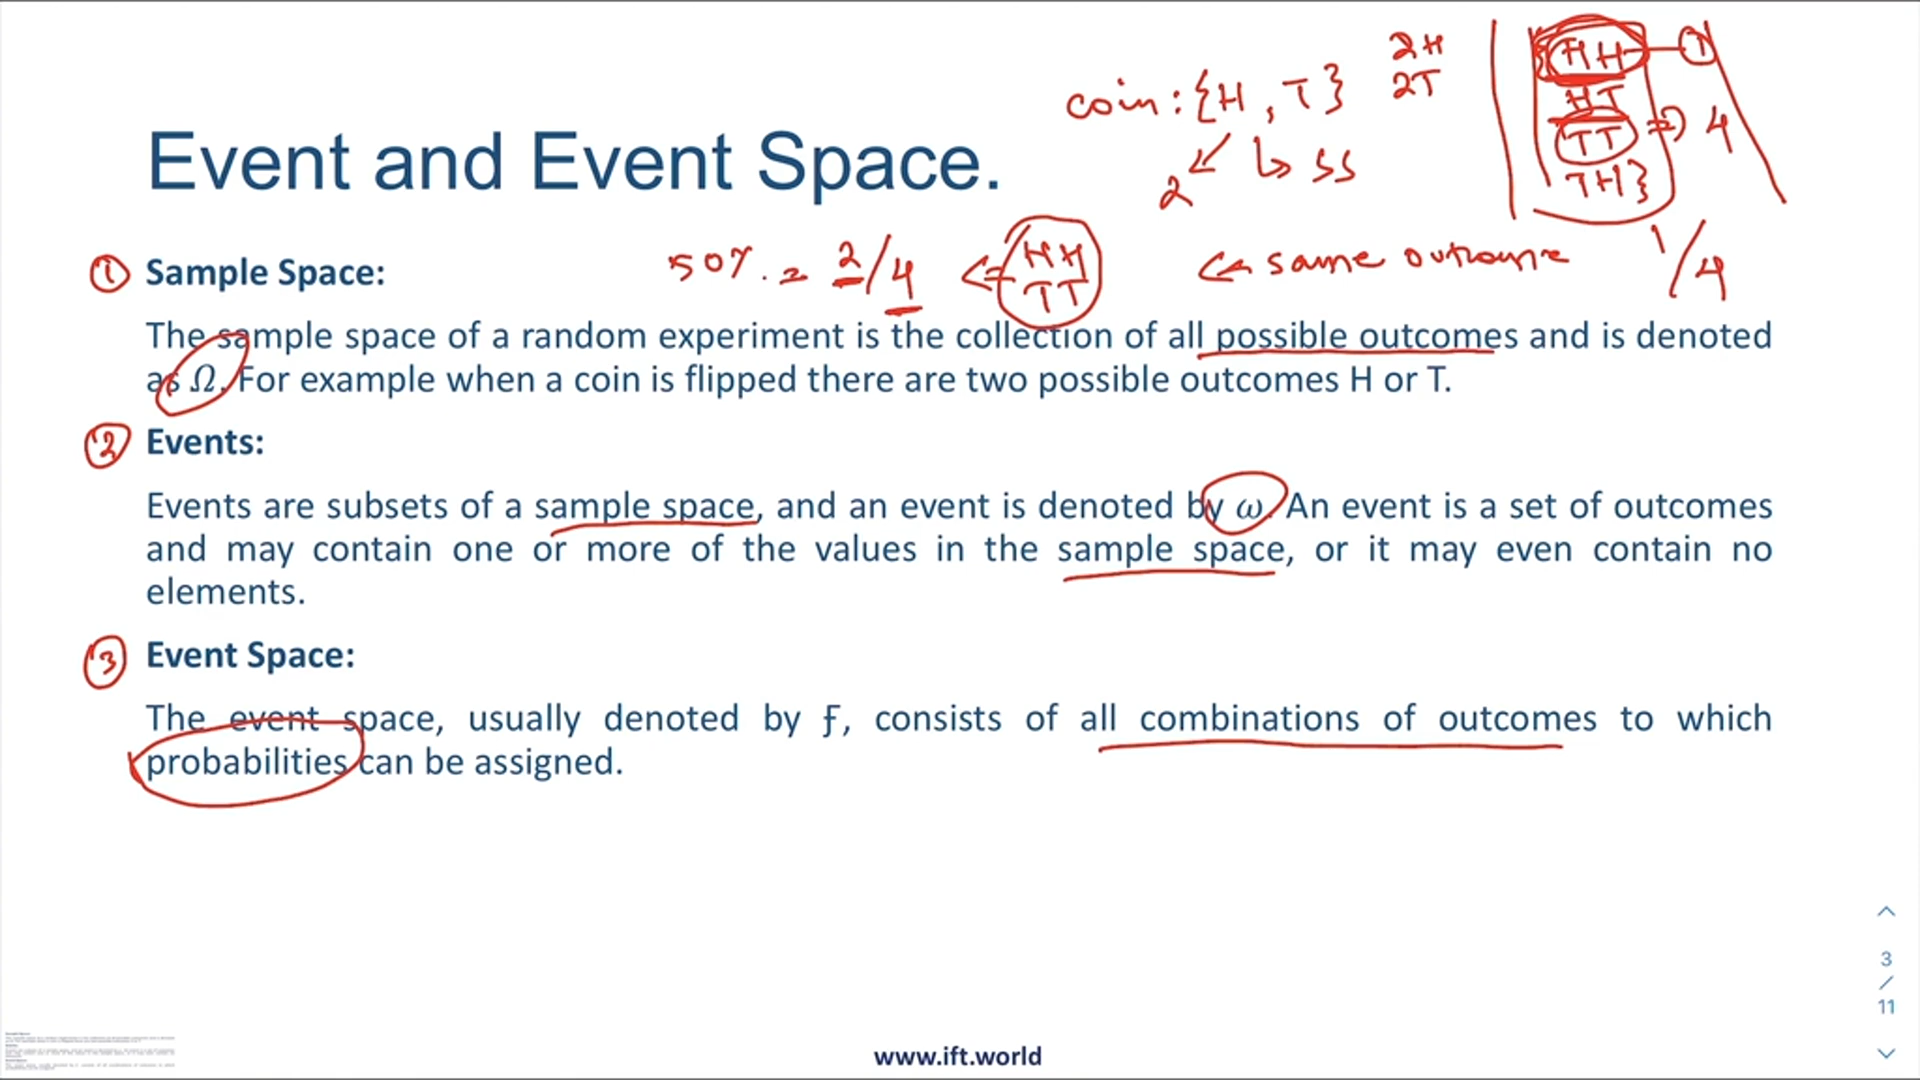 2H
2T
coin: {H, T}
2
SS
{HH
HT
TT
TH}
1
⇒ 4
Event and Event Space.
50% = 2/4
HH
TT
← same outcome
1/4
1 Sample Space:
The sample space of a random experiment is the collection of all possible outcomes and is denoted
as Ω. For example when a coin is flipped there are two possible outcomes H or T.
2 Events:
Events are subsets of a sample space, and an event is denoted by ω. An event is a set of outcomes
and may contain one or more of the values in the sample space, or it may even contain no
elements.
3 Event Space:
The event space, usually denoted by ƒ, consists of all combinations of outcomes to which
probabilities can be assigned.
3
/
11
www.ift.world